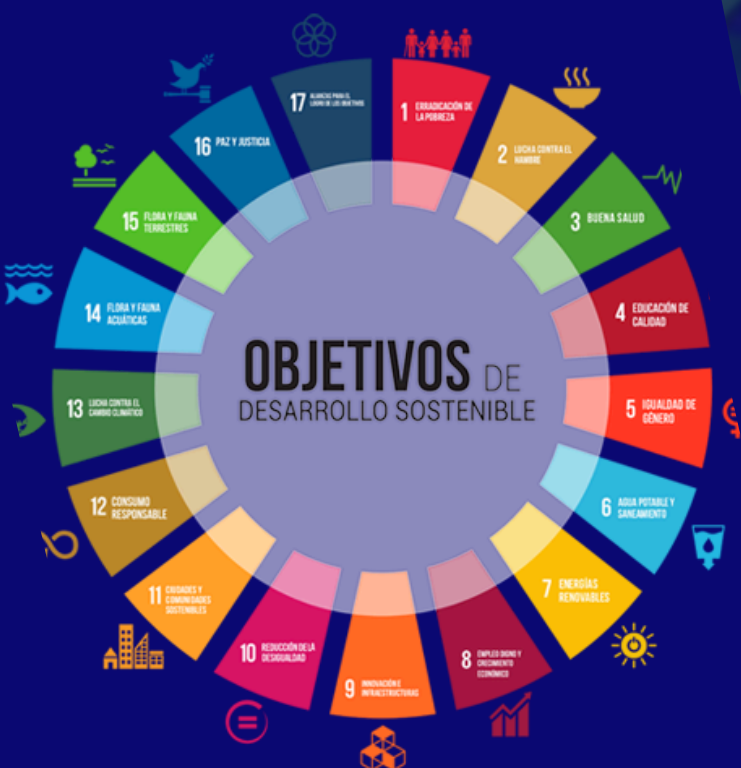 OBJETIVOS DE
DESARROLLO SOSTENIBLE
1 ERRADICACIÓN DE
LA POBREZA
2 LUCHA CONTRA EL
HAMBRE
3 BUENA SALUD
4 EDUCACIÓN DE
CALIDAD
5 IGUALDAD DE
GÉNERO
6 AGUA POTABLE Y
SANEAMIENTO
7 ENERGÍAS
RENOVABLES
8 EMPLEO DIGNO Y
CRECIMIENTO
ECONÓMICO
9 INNOVACIÓN E
INFRAESTRUCTURAS
10 REDUCCIÓN DE LA
DESIGUALDAD
11 CIUDADES Y
COMUNIDADES
SOSTENIBLES
12 CONSUMO
RESPONSABLE
13 LUCHA CONTRA EL
CAMBIO CLIMÁTICO
14 FLORA Y FAUNA
ACUÁTICAS
15 FLORA Y FAUNA
TERRESTRES
16 PAZ Y JUSTICIA
17 ALIANZAS PARA EL
LOGRO DE LOS OBJETIVOS